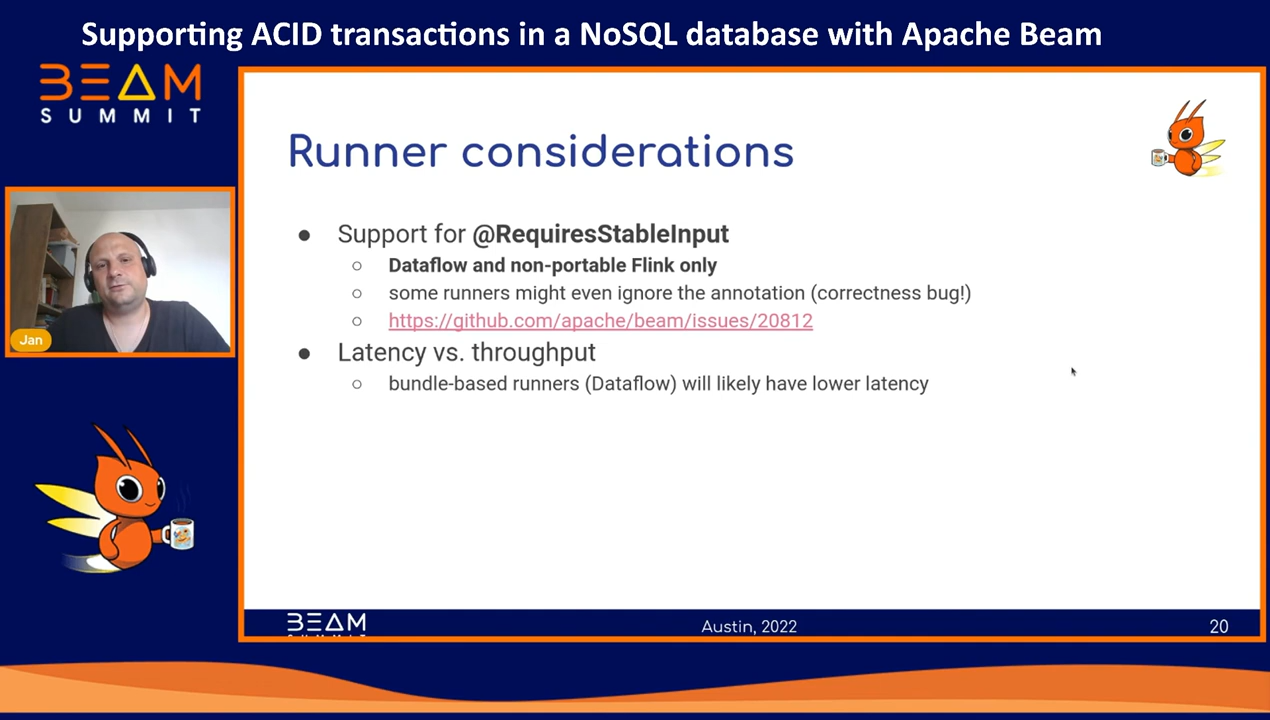 Supporting ACID transactions in a NoSQL database with Apache Beam
BEAM
SUMMIT
Runner considerations
● Support for @RequiresStableInput
○ Dataflow and non-portable Flink only
○ some runners might even ignore the annotation (correctness bug!)
○ https://github.com/apache/beam/issues/20812
● Latency vs. throughput
○ bundle-based runners (Dataflow) will likely have lower latency
Jan
BEAM
SUMMIT
Austin, 2022
20